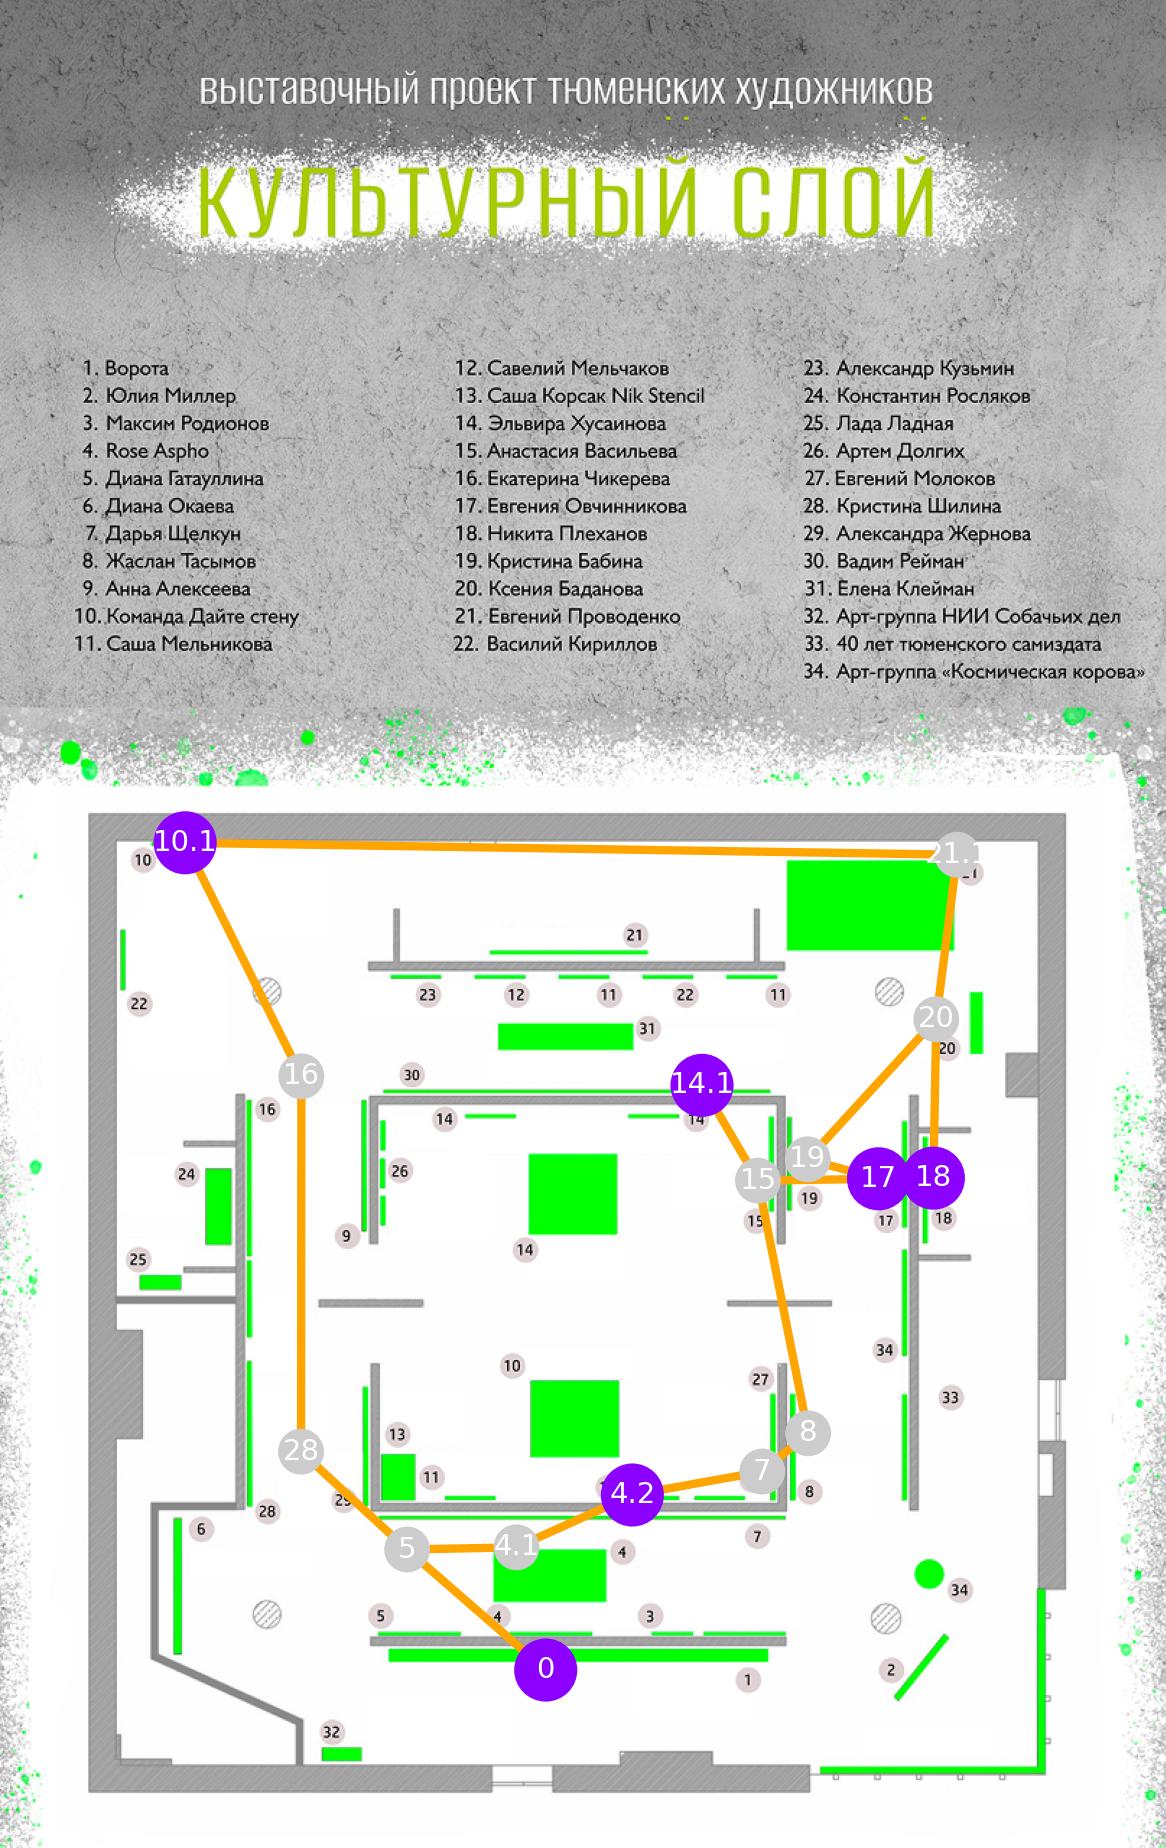 выставочный проект тюменских художников
КУЛЬТУРНЫЙ СЛОЙ
1. Ворота
2. Юлия Миллер
3. Максим Родионов
4. Rose Aspho
5. Диана Гатауллина
6. Диана Окаева
7. Дарья Щелкун
8. Жаслан Тасымов
9. Анна Алексеева
10. Команда Дайте стену
11. Саша Мельникова
12. Савелий Мельчаков
13. Саша Корсак Nik Stencil
14. Эльвира Хусаинова
15. Анастасия Васильева
16. Екатерина Чикерева
17. Евгения Овчинникова
18. Никита Плеханов
19. Кристина Бабина
20. Ксения Баданова
21. Евгений Проводенко
22. Василий Кириллов
23. Александр Кузьмин
24. Константин Росляков
25. Лада Ладная
26. Артем Долгих
27. Евгений Молоков
28. Кристина Шилина
29. Александра Жернова
30. Вадим Рейман
31. Елена Клейман
32. Арт-группа НИИ Собачьих дел
33. 40 лет тюменского самиздата
34. Арт-группа «Космическая корова»
10.1
21.1
10
21
21
22
23
12
11
22
11
20
31
20
30
14.1
16
16
14
14
19
24
26
15
17
18
19
9
15
17
18
25
14
34
10
27
33
13
8
28
11
7
29
4.2
8
28
6
7
5
4.1
4
34
5
4
3
0
2
1
32